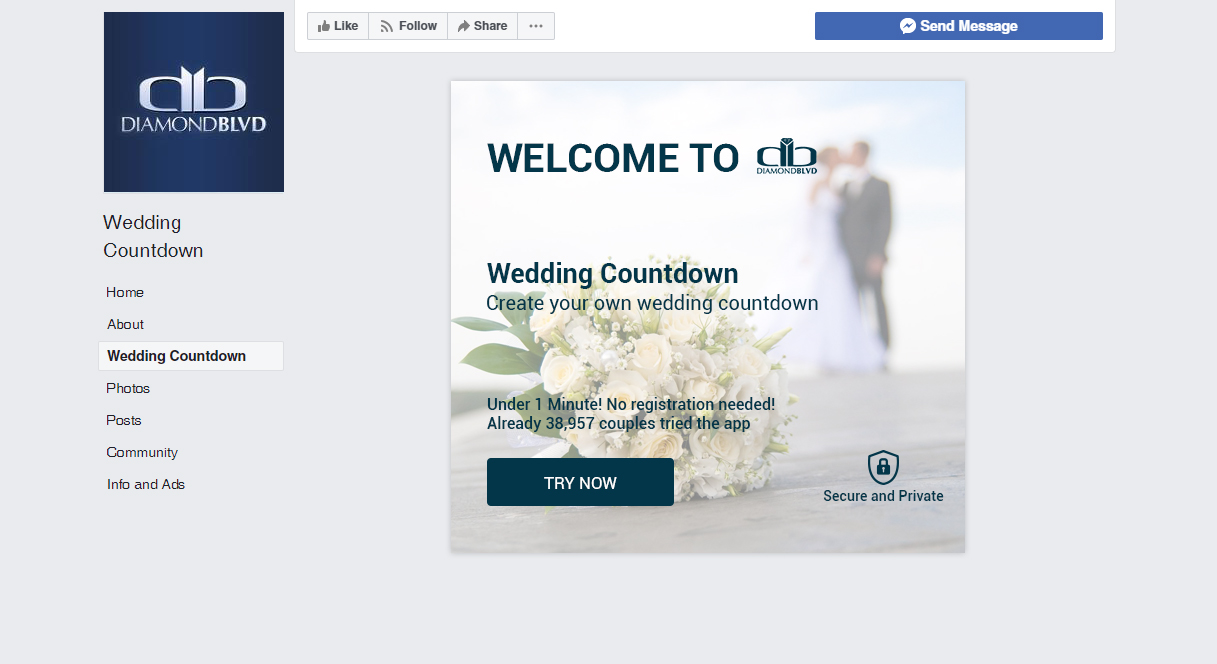 Like
Follow
Share
Send Message
DIAMONDBLVD
Wedding
Countdown
Home
About
Wedding Countdown
Photos
Posts
Community
Info and Ads
WELCOME TO
DIAMONDBLVD
Wedding Countdown
Create your own wedding countdown
Under 1 Minute! No registration needed!
Already 38,957 couples tried the app
TRY NOW
Secure and Private